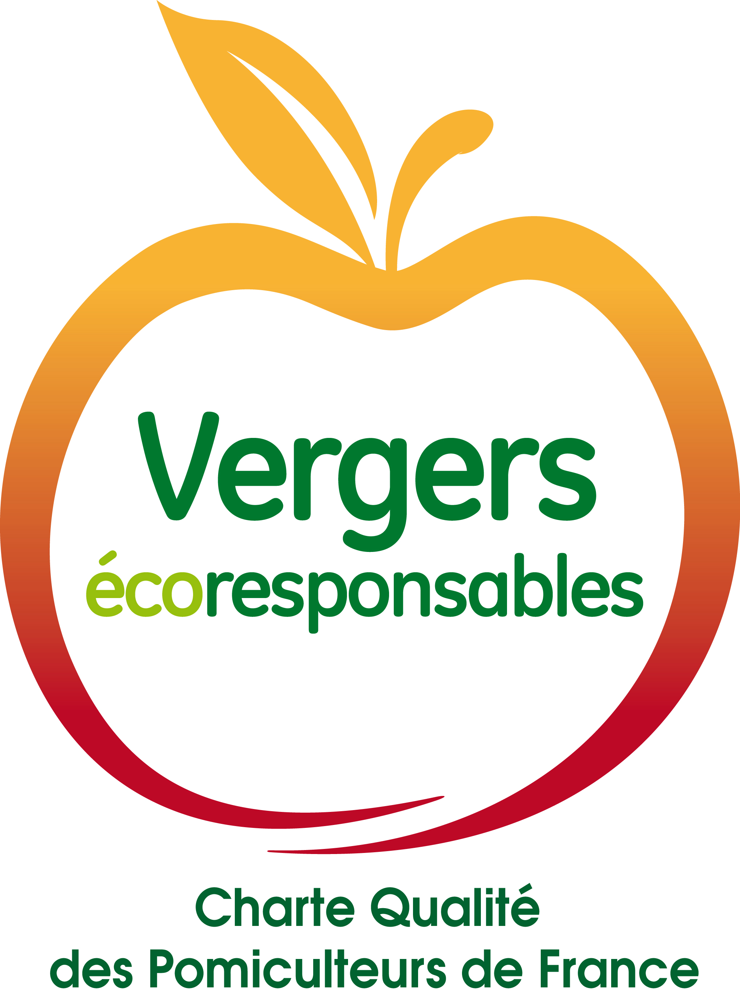 Vergers
écoresponsables
Charte Qualité
des Pomiculteurs de France